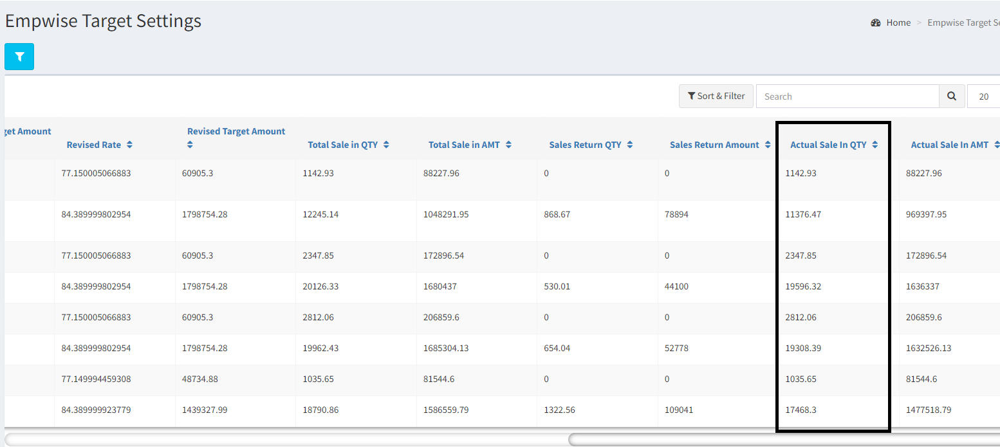 Empwise Target Settings
Home > Empwise Target Se
Sort & Filter Search 20
get Amount Revised Rate Revised Target Amount Total Sale in QTY Total Sale in AMT Sales Return QTY Sales Return Amount Actual Sale In QTY Actual Sale In AMT
77.150005066883 60905.3 1142.93 88227.96 0 0 1142.93 88227.96
84.389999802954 1798754.28 12245.14 1048291.95 868.67 78894 11376.47 969397.95
77.150005066883 60905.3 2347.85 172896.54 0 0 2347.85 172896.54
84.389999802954 1798754.28 20126.33 1680437 530.01 44100 19596.32 1636337
77.150005066883 60905.3 2812.06 206859.6 0 0 2812.06 206859.6
84.389999802954 1798754.28 19962.43 1685304.13 654.04 52778 19308.39 1632526.13
77.149994459308 48734.88 1035.65 81544.6 0 0 1035.65 81544.6
84.389999923779 1439327.99 18790.86 1586559.79 1322.56 109041 17468.3 1477518.79